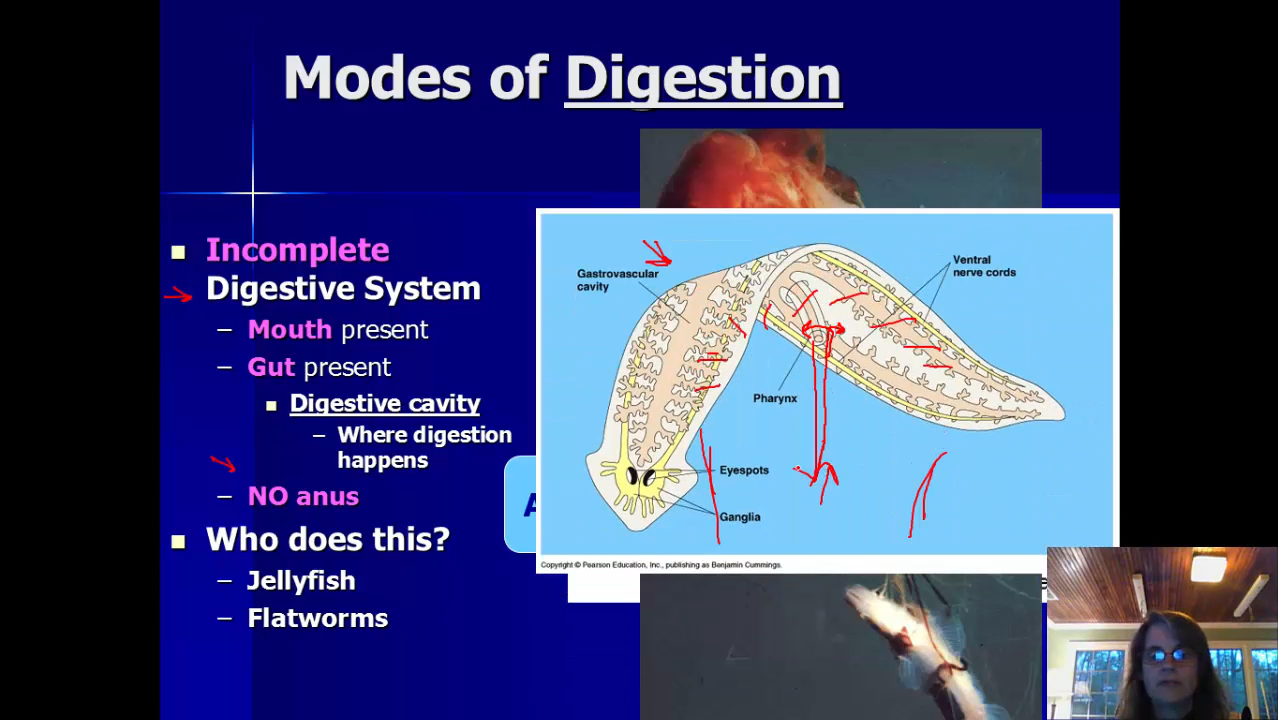 Modes of Digestion
Incomplete
Digestive System
– Mouth present
– Gut present
Digestive cavity
– Where digestion
happens
– NO anus
Who does this?
– Jellyfish
– Flatworms
Gastrovascular
cavity
Ventral
nerve cords
Pharynx
Eyespots
Ganglia
Copyright © Pearson Education, Inc., publishing as Benjamin Cummings.